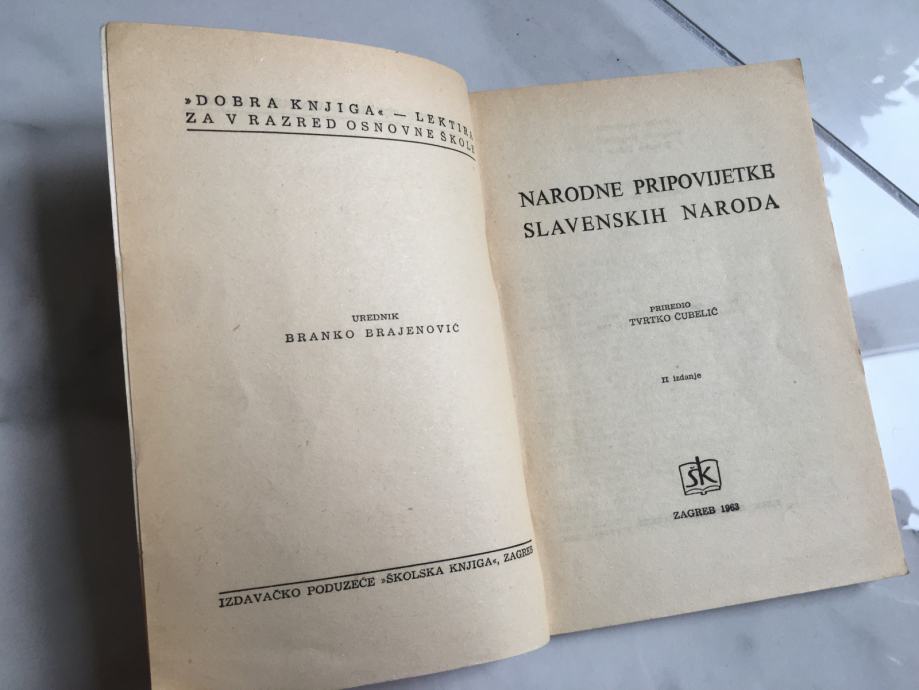 »DOBRA KNJIGA« — LEKTIRA
ZA V RAZRED OSNOVNE ŠKOLE
UREDNIK
BRANKO BRAJENOVIĆ
IZDAVAČKO PODUZEĆE »ŠKOLSKA KNJIGA«, ZAGREB
NARODNE PRIPOVIJETKE
SLAVENSKIH NARODA
PRIREDIO
TVRTKO ČUBELIĆ
II izdanje
ŠK
ZAGREB 1963